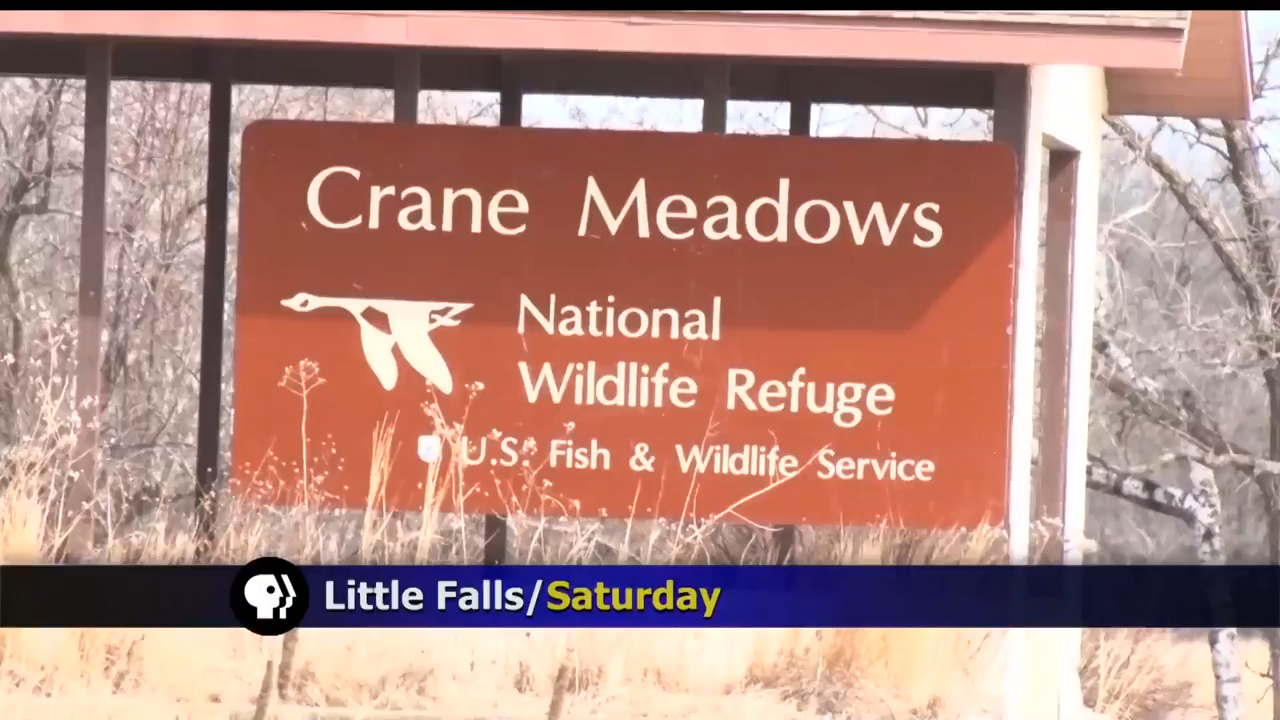 Crane Meadows
National
Wildlife Refuge
U.S. Fish & Wildlife Service
Little Falls/Saturday